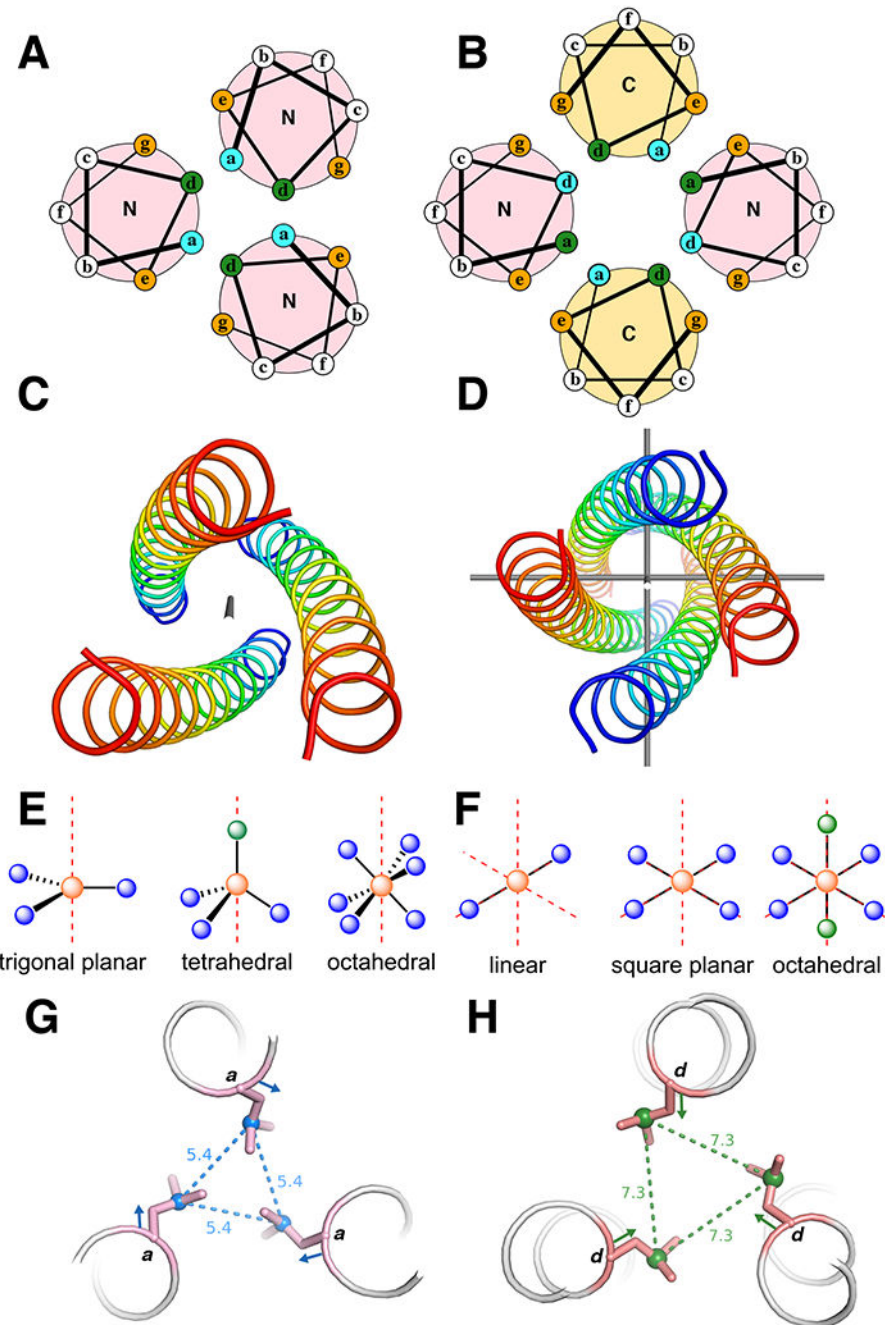 A
b f
e c
N
a g
d
c g
d
f N
a
b e
a
d e
N
b
g
c f
B
f
c b
C
g e
d a
g
c
d
f N
a
b
e
e
b
a
N f
d
c
g
a d
e g
C
b c
f
C
D
E
trigonal planar
tetrahedral
octahedral
F
linear
square planar
octahedral
G
a
5.4
5.4
5.4
a
a
H
d
7.3
7.3
7.3
d
d